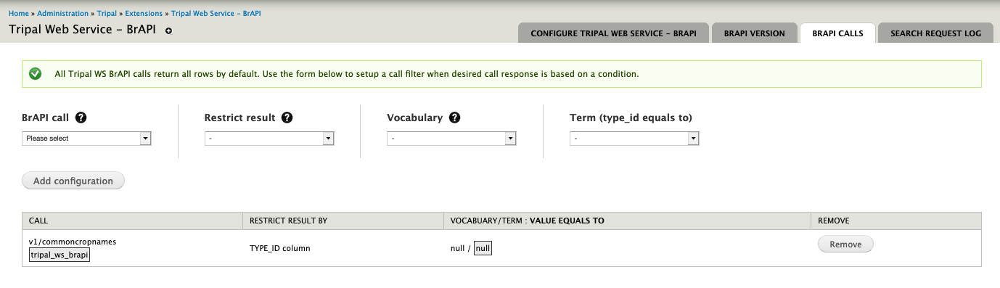 Home » Administration » Tripal » Extensions » Tripal Web Service - BrAPI
Tripal Web Service - BrAPI
CONFIGURE TRIPAL WEB SERVICE - BRAPI
BRAPI VERSION
BRAPI CALLS
SEARCH REQUEST LOG
All Tripal WS BrAPI calls return all rows by default. Use the form below to setup a call filter when desired call response is based on a condition.
BrAPI call ?
Restrict result ?
Vocabulary ?
Term (type_id equals to)
Please select
-
-
-
Add configuration
CALL
RESTRICT RESULT BY
VOCABUARY/TERM : VALUE EQUALS TO
REMOVE
v1/commoncropnames
tripal_ws_brapi
TYPE_ID column
null / null
Remove